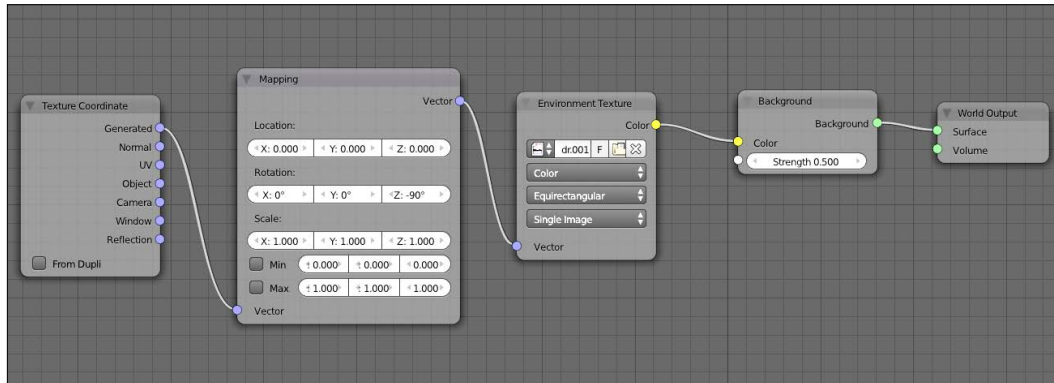 Texture Coordinate
Generated
Normal
UV
Object
Camera
Window
Reflection
From Dupli
Mapping
Vector
Location:
X: 0.000 Y: 0.000 Z: 0.000
Rotation:
X: 0° Y: 0° Z: -90°
Scale:
X: 1.000 Y: 1.000 Z: 1.000
Min 0.000 0.000 0.000
Max 1.000 1.000 1.000
Vector
Environment Texture
Color
dr.001 F
Color
Equirectangular
Single Image
Vector
Background
Background
Color
Strength 0.500
World Output
Surface
Volume